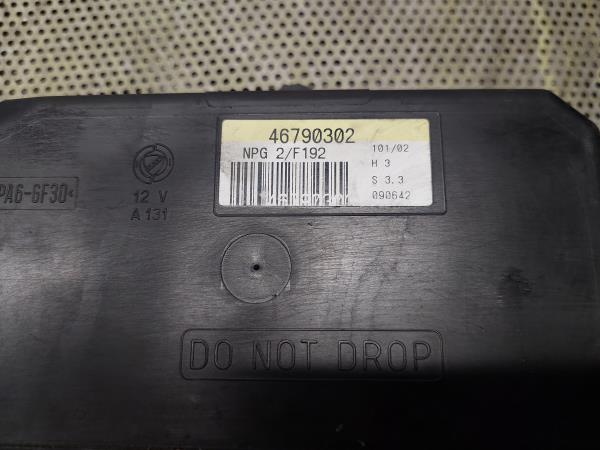 46790302
NPG 2/F192
101/02
H 3
S 3.3
090642
PA6-GF30<
12 V
A 131
DO NOT DROP